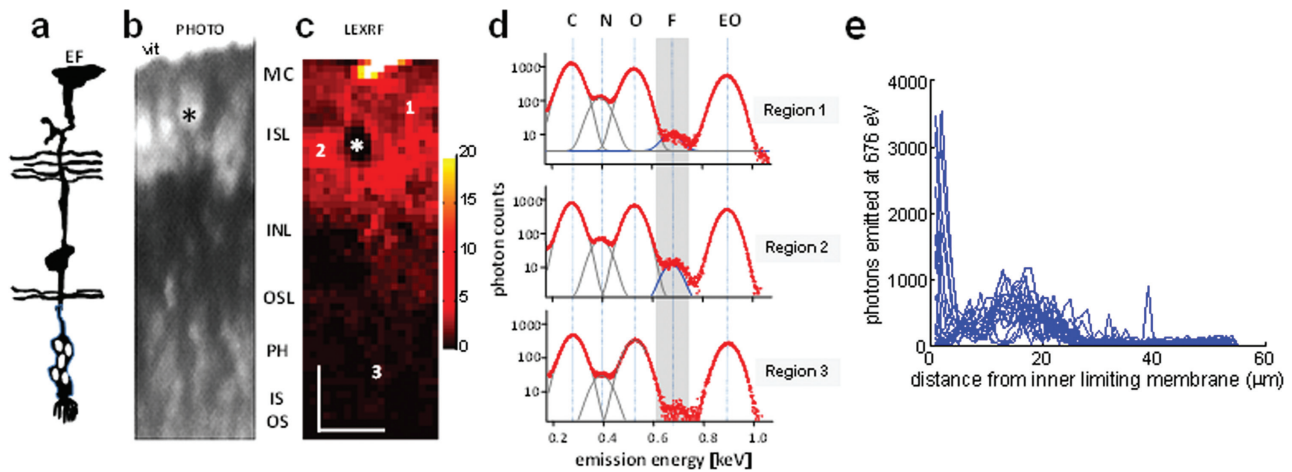 a
EF
b
PHOTO
vit
*
c
LEXRF
MC
ISL
INL
OSL
PH
IS
OS
1
2
*
3
20
15
10
5
0
d
C N O F EO
1000
100
10
Region 1
1000
100
10
Region 2
1000
100
10
Region 3
photon counts
0.2 0.4 0.6 0.8 1.0
emission energy [keV]
e
4000
3000
2000
1000
0
0 20 40 60
photons emitted at 676 eV
distance from inner limiting membrane (µm)